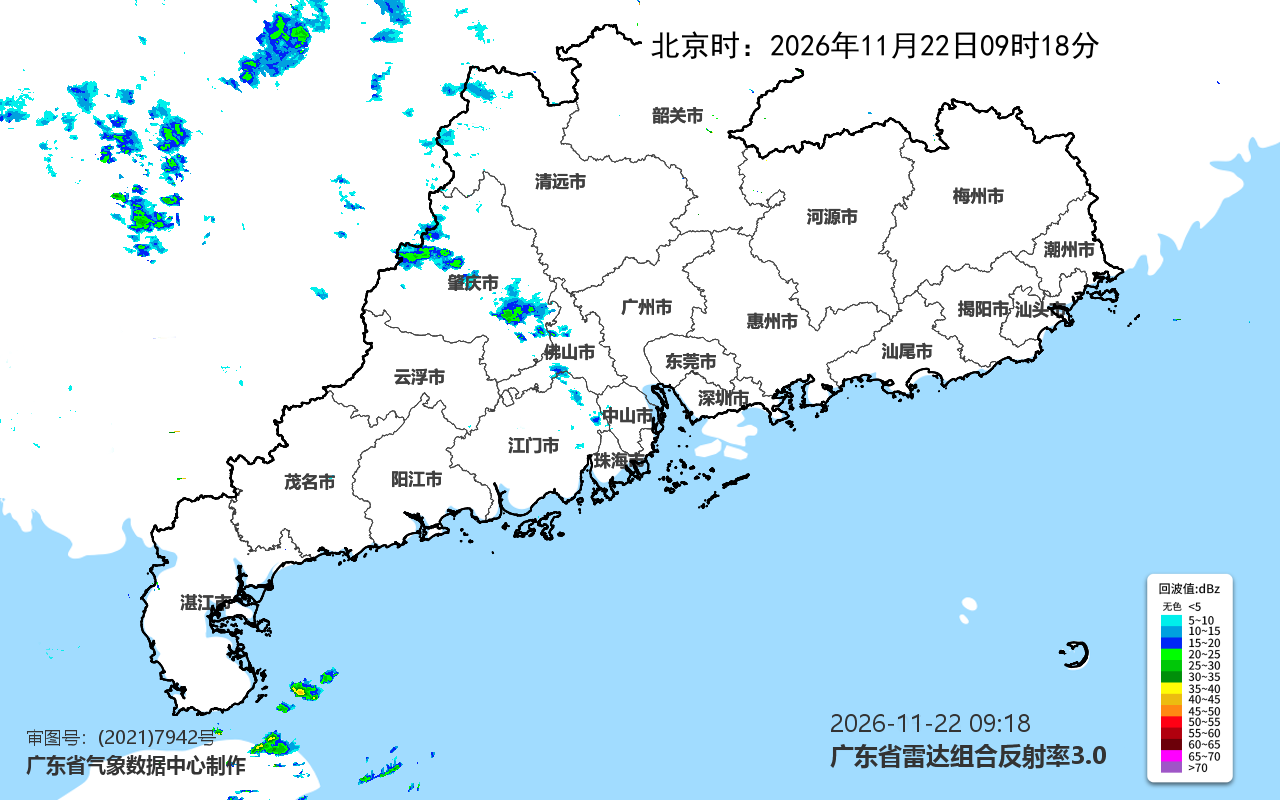 北京时：2026年11月22日09时18分
韶关市
清远市
梅州市
河源市
潮州市
肇庆市
广州市
揭阳市
汕头市
惠州市
佛山市
汕尾市
东莞市
云浮市
深圳市
中山市
江门市
珠海市
阳江市
茂名市
湛江市
回波值:dBz
无色 <5
5~10
10~15
15~20
20~25
25~30
30~35
35~40
40~45
45~50
50~55
55~60
60~65
65~70
>70
2026-11-22 09:18
广东省雷达组合反射率3.0
审图号：(2021)7942号
广东省气象数据中心制作